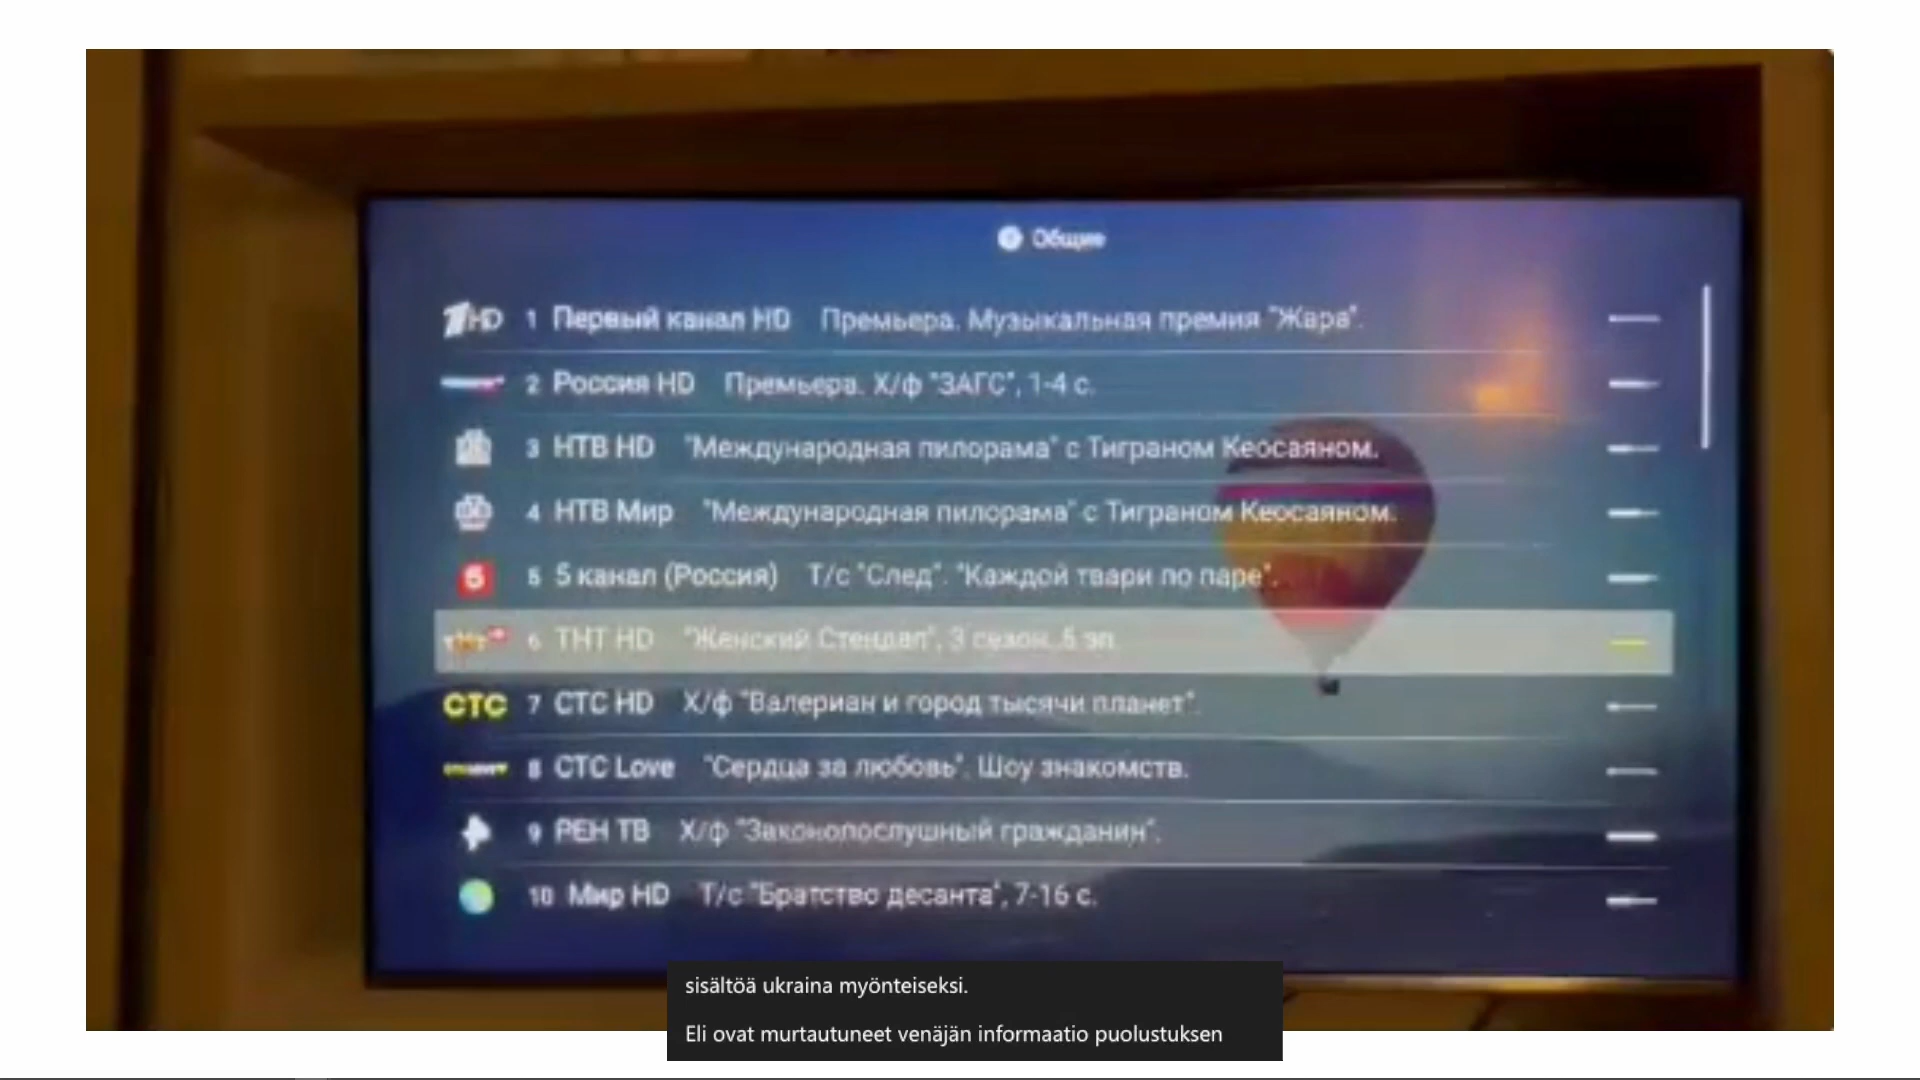 Общие
1HD 1 Первый канал HD Премьера. Музыкальная премия "Жара".
2 Россия HD Премьера. Х/ф "ЗАГС", 1-4 с.
3 НТВ HD "Международная пилорама" с Тиграном Кеосаяном.
4 НТВ Мир "Международная пилорама" с Тиграном Кеосаяном.
5 5 5 канал (Россия) Т/с "След". "Каждой твари по паре".
6 ТНТ HD "Женский Стендап", 3 сезон, 5 эп.
СТС 7 СТС HD Х/ф "Валериан и город тысячи планет".
8 СТС Love "Сердца за любовь". Шоу знакомств.
9 РЕН ТВ Х/ф "Законопослушный гражданин".
10 Мир HD Т/с "Братство десанта", 7-16 с.
sisältöä ukraina myönteiseksi.
Eli ovat murtautuneet venäjän informaatio puolustuksen